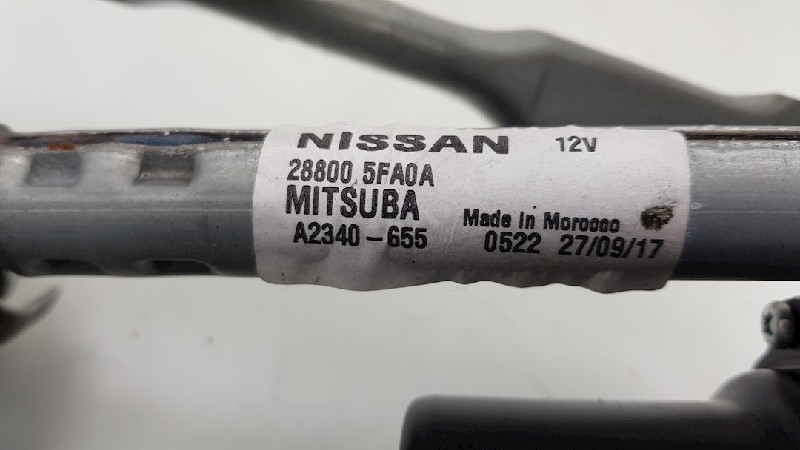 NISSAN 12V
28800 5FA0A
MITSUBA
Made in Morocco
A2340-655 0522 27/09/17